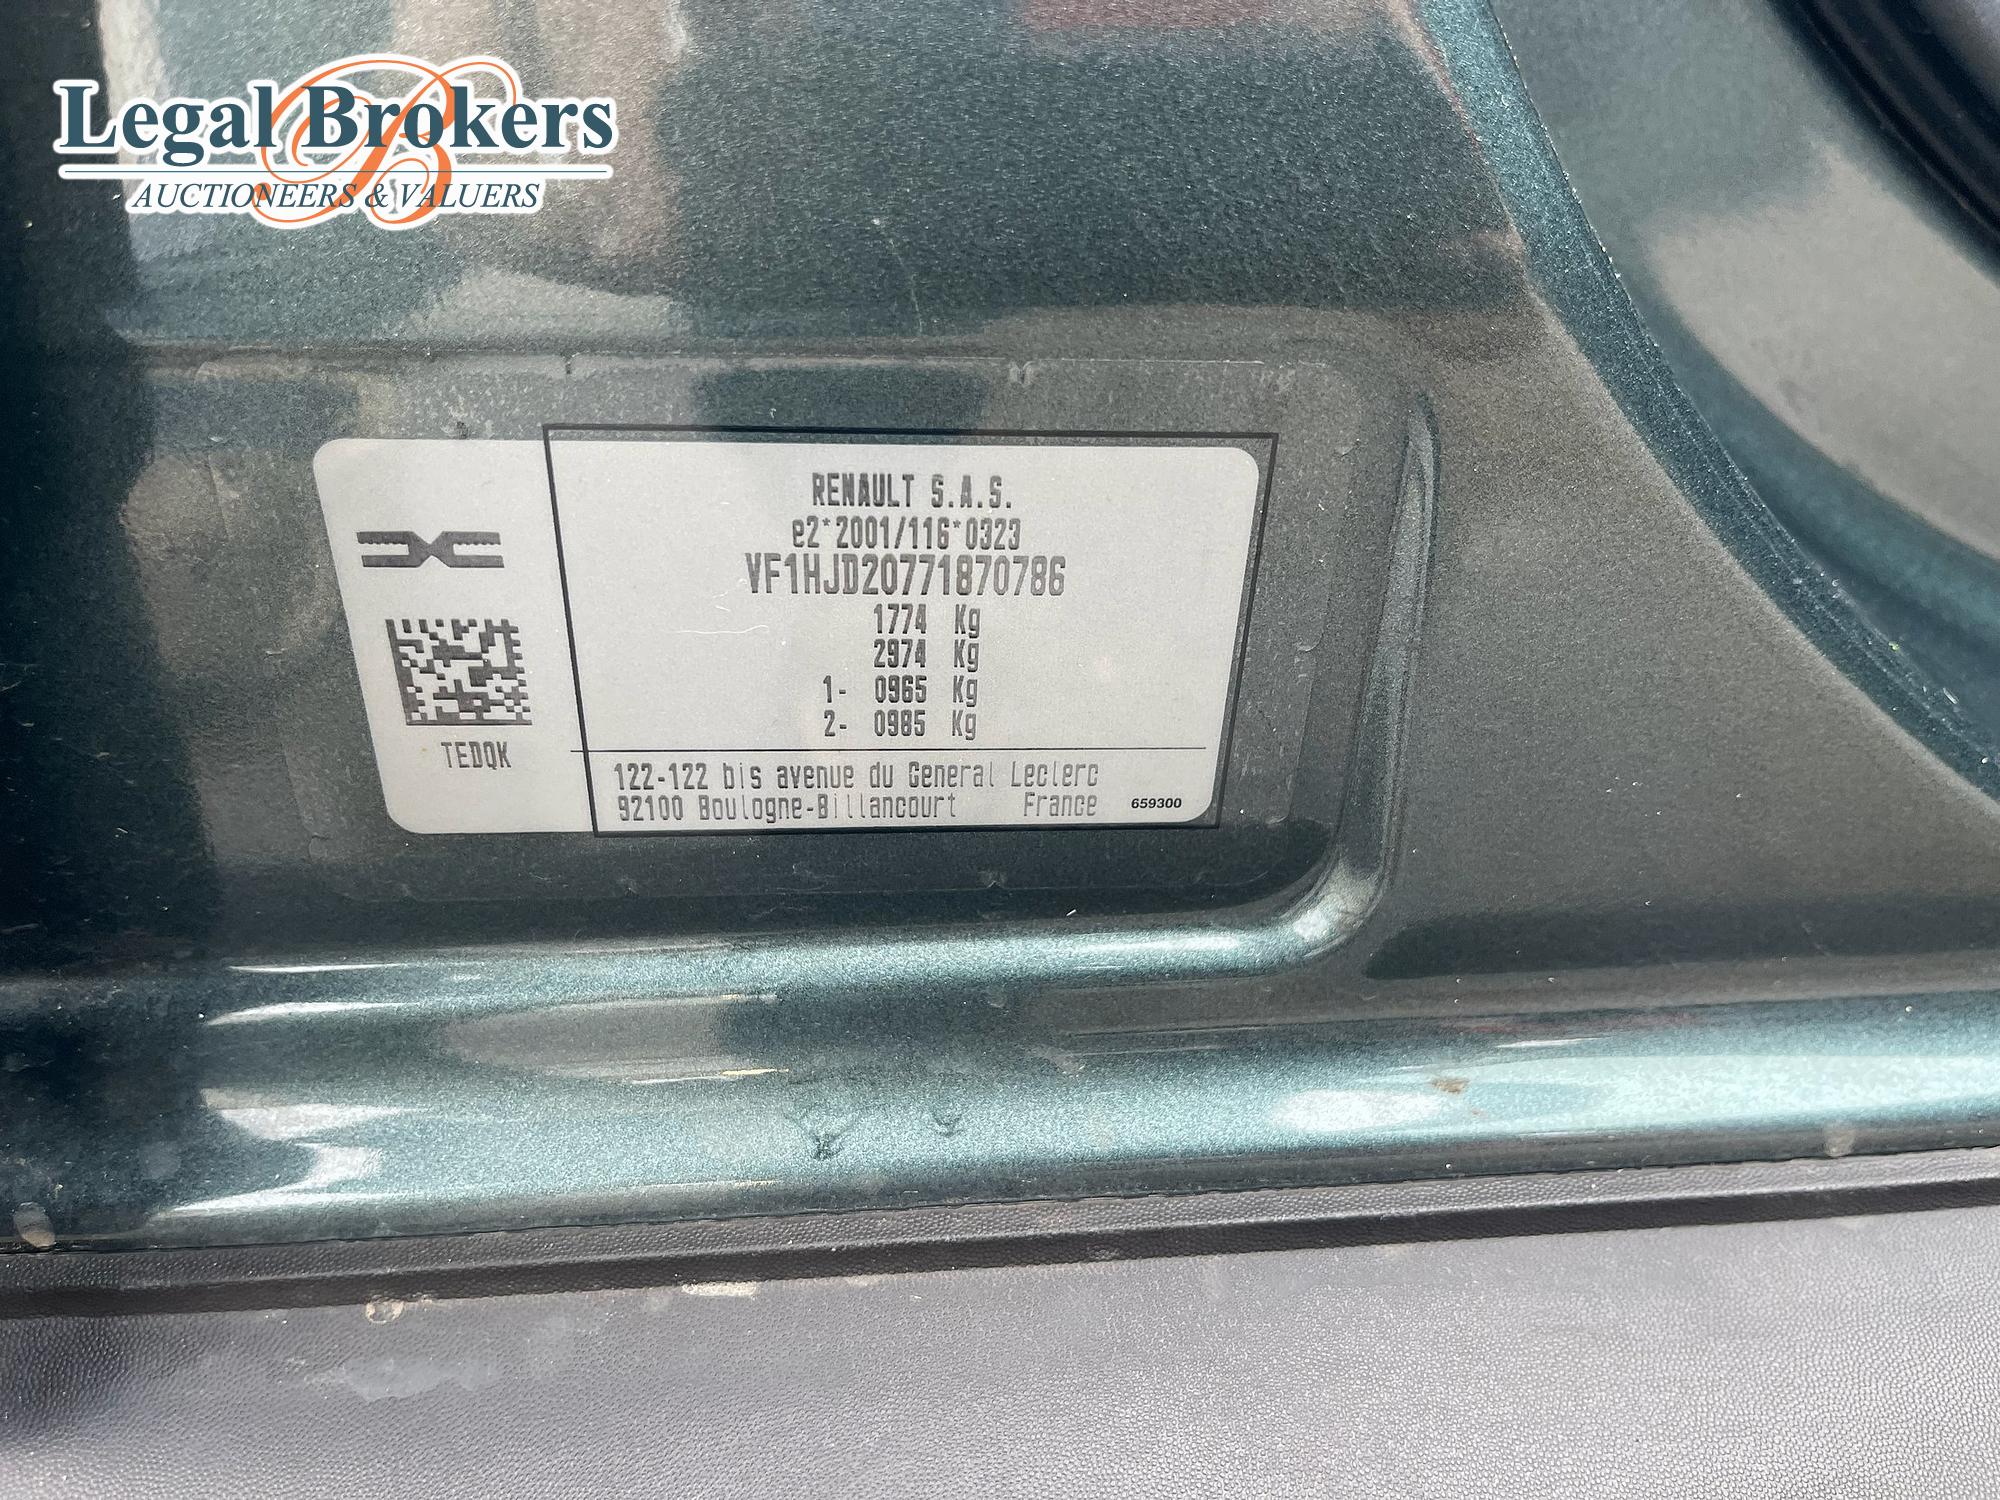 Legal Brokers
AUCTIONEERS & VALUERS
RENAULT S.A.S.
e2*2001/116*0323
VF1HJD20771870786
1774 Kg
2974 Kg
1- 0965 Kg
2- 0985 Kg
TEDQK
122-122 bis avenue du General Leclerc
92100 Boulogne-Billancourt France 659300